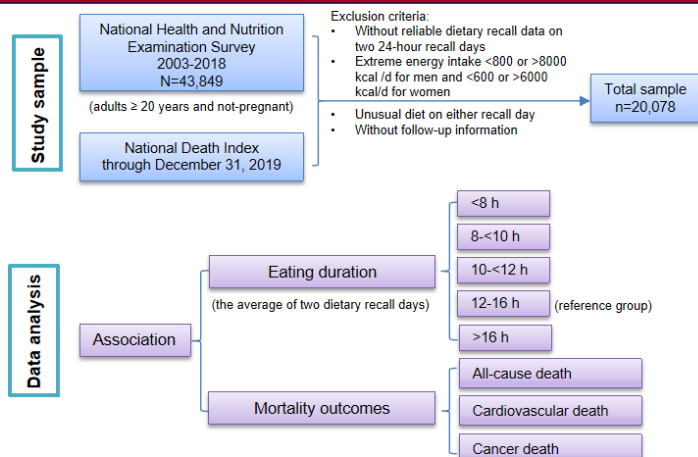 Study sample
National Health and Nutrition
Examination Survey
2003-2018
N=43,849
(adults ≥ 20 years and not-pregnant)
National Death Index
through December 31, 2019
Exclusion criteria:
• Without reliable dietary recall data on
two 24-hour recall days
• Extreme energy intake <800 or >8000
kcal /d for men and <600 or >6000
kcal/d for women
• Unusual diet on either recall day
• Without follow-up information
Total sample
n=20,078
Data analysis
Association
Eating duration
(the average of two dietary recall days)
<8 h
8-<10 h
10-<12 h
12-16 h (reference group)
>16 h
Mortality outcomes
All-cause death
Cardiovascular death
Cancer death